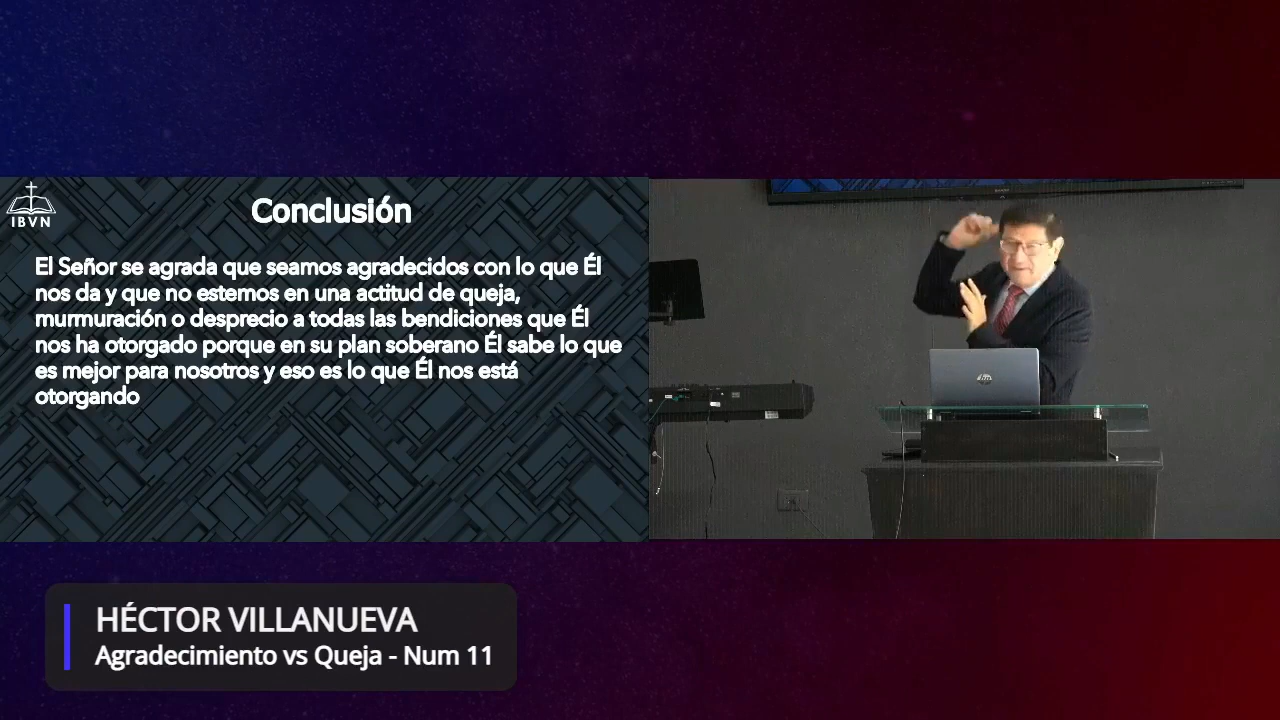 IBVN
Conclusión
El Señor se agrada que seamos agradecidos con lo que Él
nos da y que no estemos en una actitud de queja,
murmuración o desprecio a todas las bendiciones que Él
nos ha otorgado porque en su plan soberano Él sabe lo que
es mejor para nosotros y eso es lo que Él nos está
otorgando
HÉCTOR VILLANUEVA
Agradecimiento vs Queja - Num 11